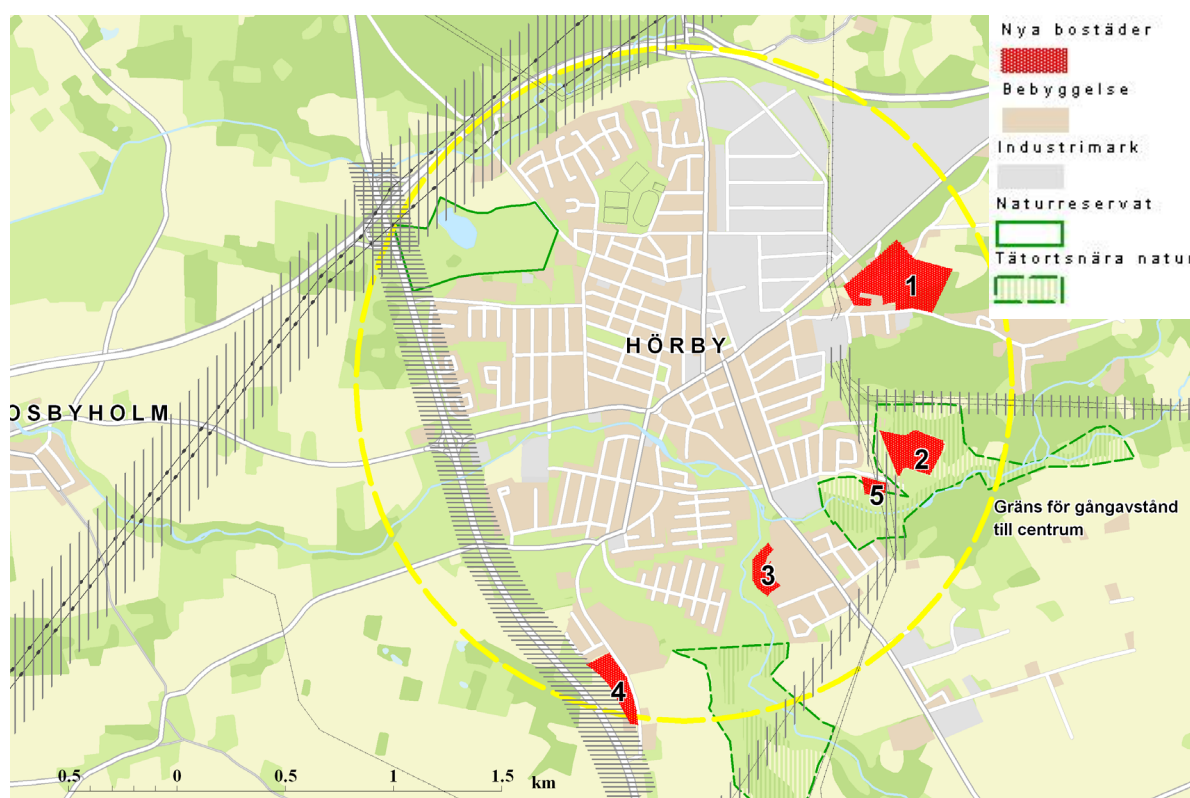 Nya bostäder
Bebyggelse
Industrimark
Naturreservat
Tätortsnära natur
1
HÖRBY
OSBYHOLM
2
5
Gräns för gångavstånd
till centrum
3
4
0.5 0 0.5 1 1.5 km